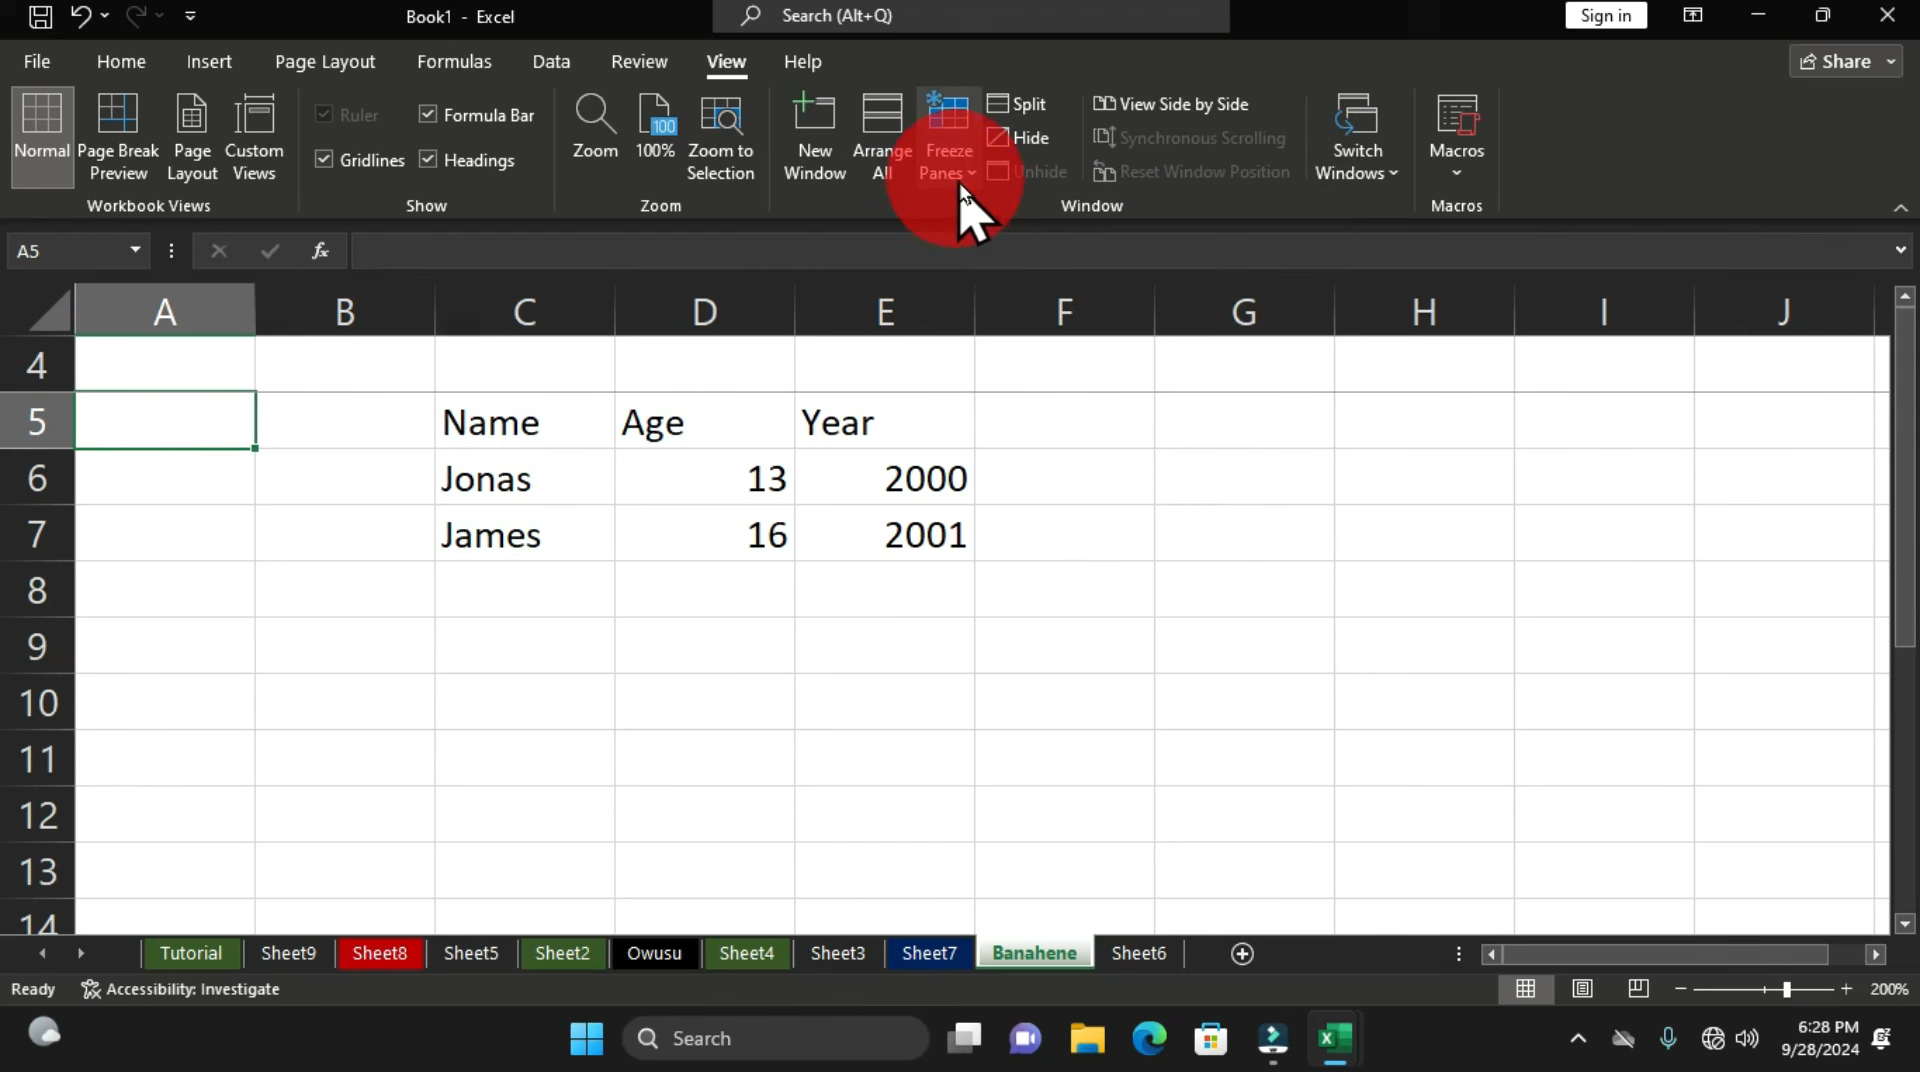 Book1 - Excel
Search (Alt+Q)
Sign in
File Home Insert Page Layout Formulas Data Review View Help
Share
Normal
Page Break Preview
Page Layout
Custom Views
Workbook Views
Ruler
Formula Bar
Gridlines
Headings
Show
Zoom
100
100%
Zoom to Selection
Zoom
New Window
Arrange All
Freeze Panes
Split
Hide
Unhide
View Side by Side
Synchronous Scrolling
Reset Window Position
Window
Switch Windows
Macros
Macros
A5
fx
A B C D E F G H I J
4
5 Name Age Year
6 Jonas 13 2000
7 James 16 2001
8
9
10
11
12
13
14
Tutorial Sheet9 Sheet8 Sheet5 Sheet2 Owusu Sheet4 Sheet3 Sheet7 Banahene Sheet6
Ready
Accessibility: Investigate
200%
Search
6:28 PM
9/28/2024